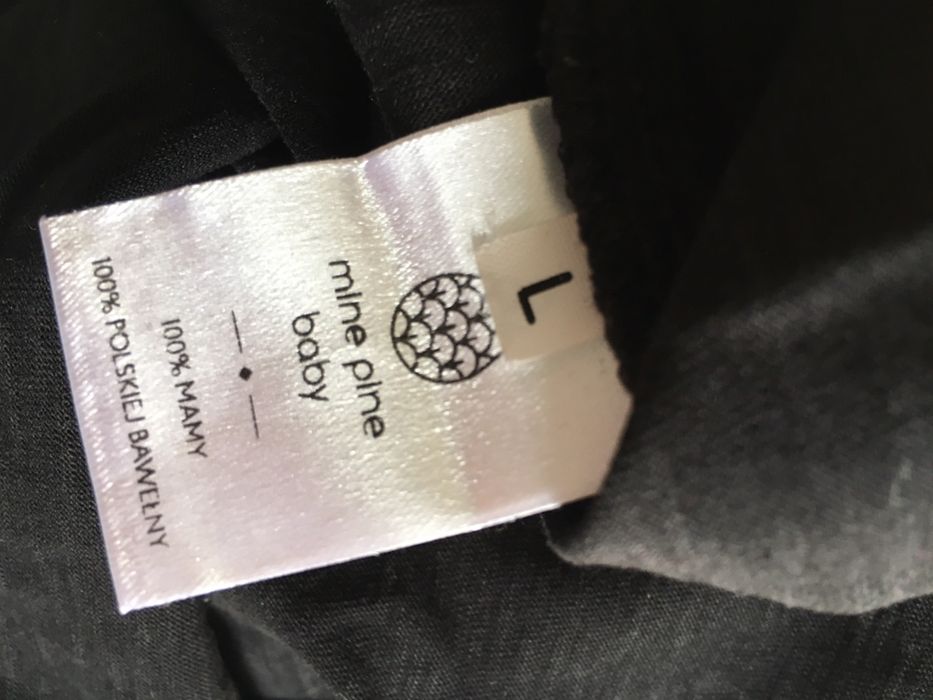 L
mine pine
baby
100% MAMY
100% POLSKIEJ BAWEŁNY